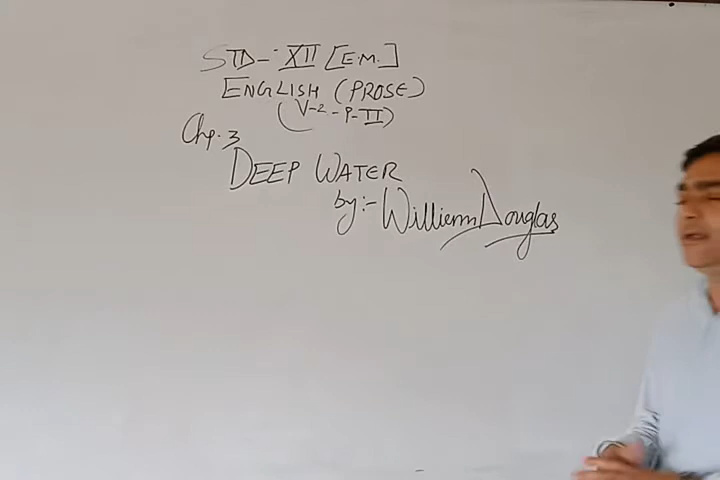 STD- XII [E.M.]
ENGLISH (PROSE)
(V-2-P-II)
Chp. 3
DEEP WATER
by:- William Douglas